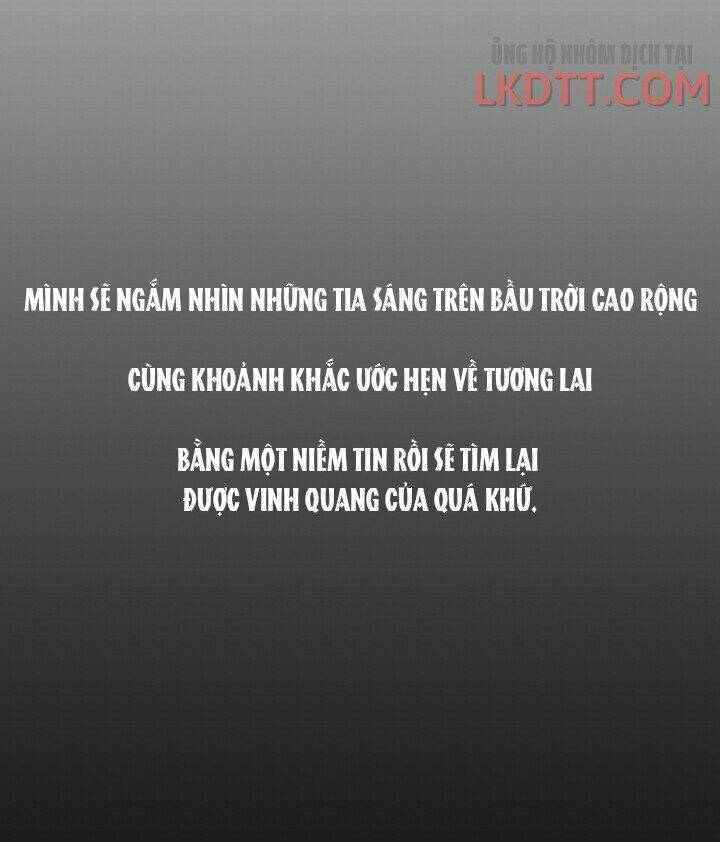 ỦNG HỘ NHÓM DỊCH TẠI
LKDTT.COM
MÌNH SẼ NGẮM NHÌN NHỮNG TIA SÁNG TRÊN BẦU TRỜI CAO RỘNG
CÙNG KHOẢNH KHẮC ƯỚC HẸN VỀ TƯƠNG LAI
BẰNG MỘT NIỀM TIN RỒI SẼ TÌM LẠI
ĐƯỢC VINH QUANG CỦA QUÁ KHỨ.